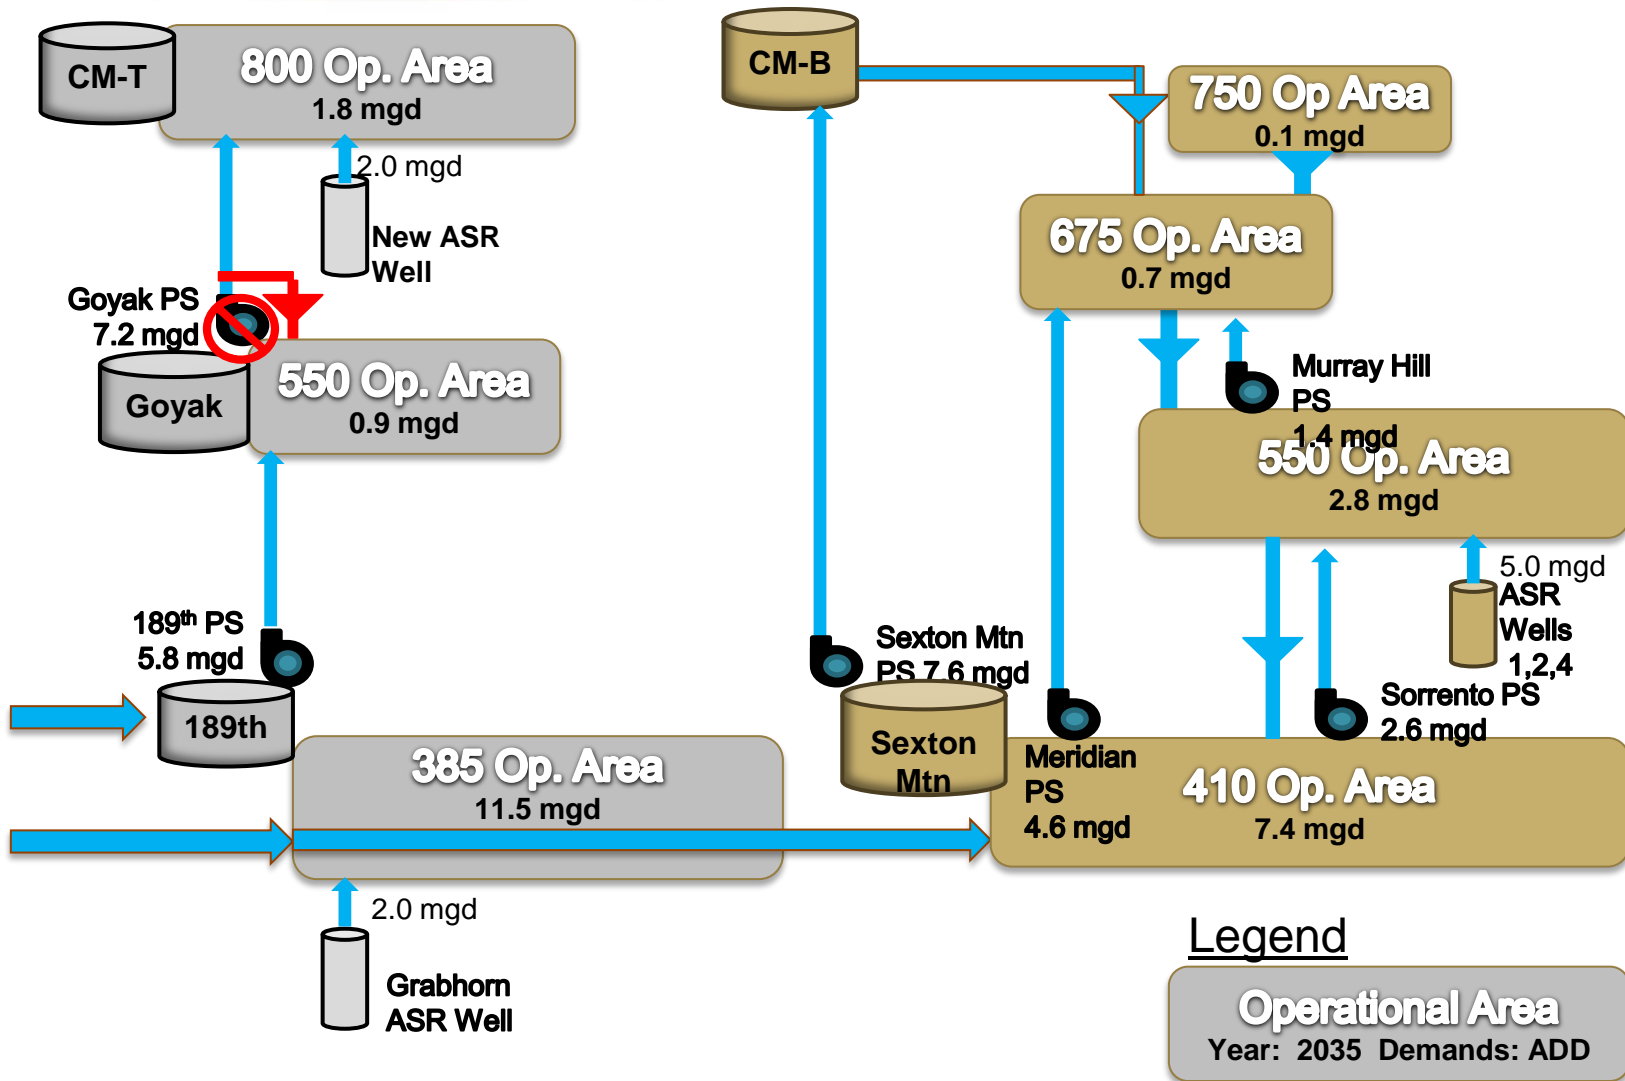 CM-T
800 Op. Area
1.8 mgd
2.0 mgd
New ASR
Well
Goyak PS
7.2 mgd
Goyak
550 Op. Area
0.9 mgd
189th PS
5.8 mgd
189th
385 Op. Area
11.5 mgd
2.0 mgd
Grabhorn
ASR Well
CM-B
750 Op Area
0.1 mgd
675 Op. Area
0.7 mgd
Murray Hill
PS
1.4 mgd
550 Op. Area
2.8 mgd
5.0 mgd
ASR
Wells
1,2,4
Sexton Mtn
PS 7.6 mgd
Sexton
Mtn
Meridian
PS
4.6 mgd
Sorrento PS
2.6 mgd
410 Op. Area
7.4 mgd
Legend
Operational Area
Year: 2035 Demands: ADD